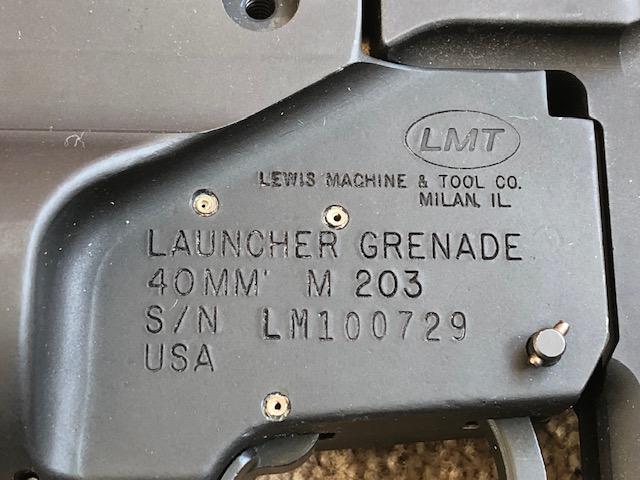 LMT
LEWIS MACHINE & TOOL CO.
MILAN, IL
LAUNCHER GRENADE
40MM M 203
S/N LM100729
USA